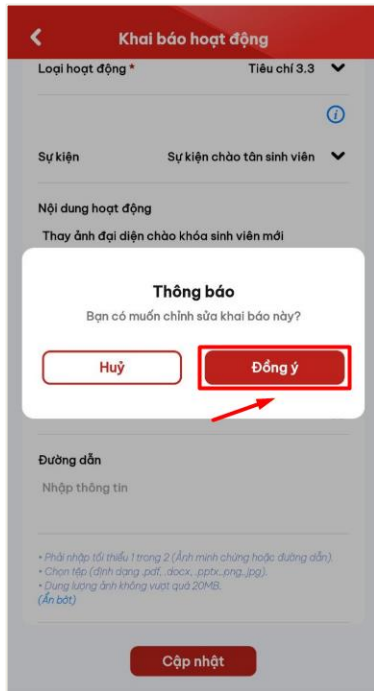 Khai báo hoạt động
Loại hoạt động * Tiêu chí 3.3
i
Sự kiện Sự kiện chào tân sinh viên
Nội dung hoạt động
Thay ảnh đại diện chào khóa sinh viên mới
Thông báo
Bạn có muốn chỉnh sửa khai báo này?
Huỷ Đồng ý
Đường dẫn
Nhập thông tin
• Phải nhập tối thiểu 1 trong 2 (Ảnh minh chứng hoặc đường dẫn).
• Chọn tệp (định dạng .pdf, .docx, .pptx,.png,.jpg).
• Dung lượng ảnh không vượt quá 20MB.
(Ẩn bớt)
Cập nhật